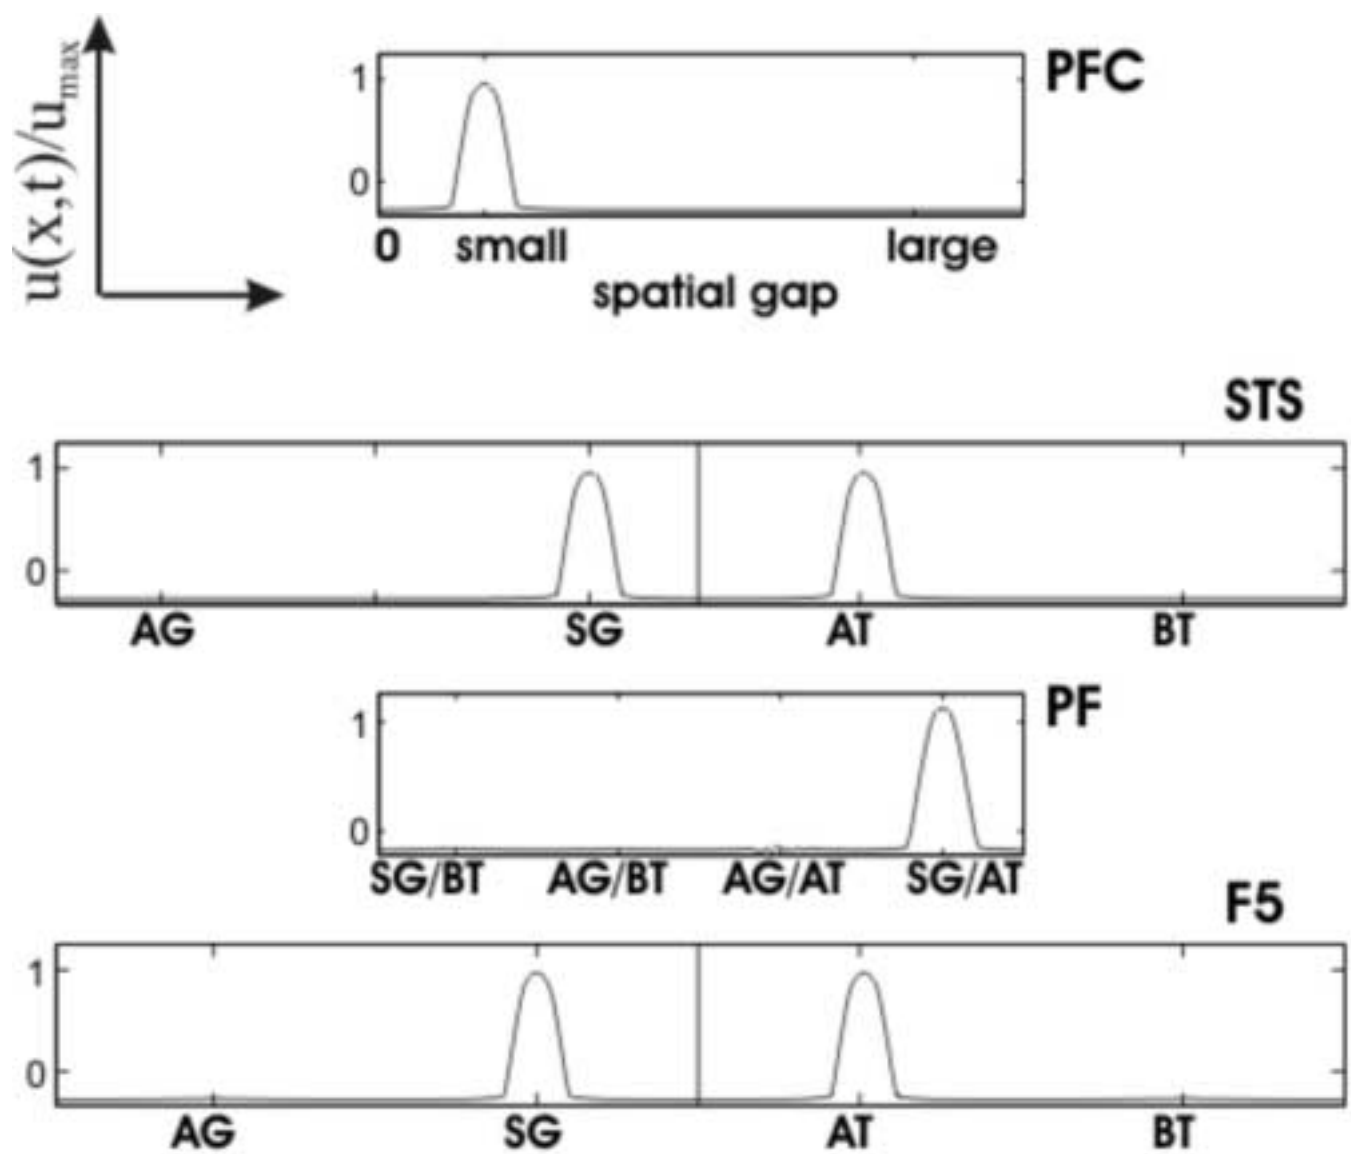 u(x,t)/umax
PFC
1
0
0 small large
spatial gap
STS
1
0
AG SG AT BT
PF
1
0
SG/BT AG/BT AG/AT SG/AT
F5
1
0
AG SG AT BT